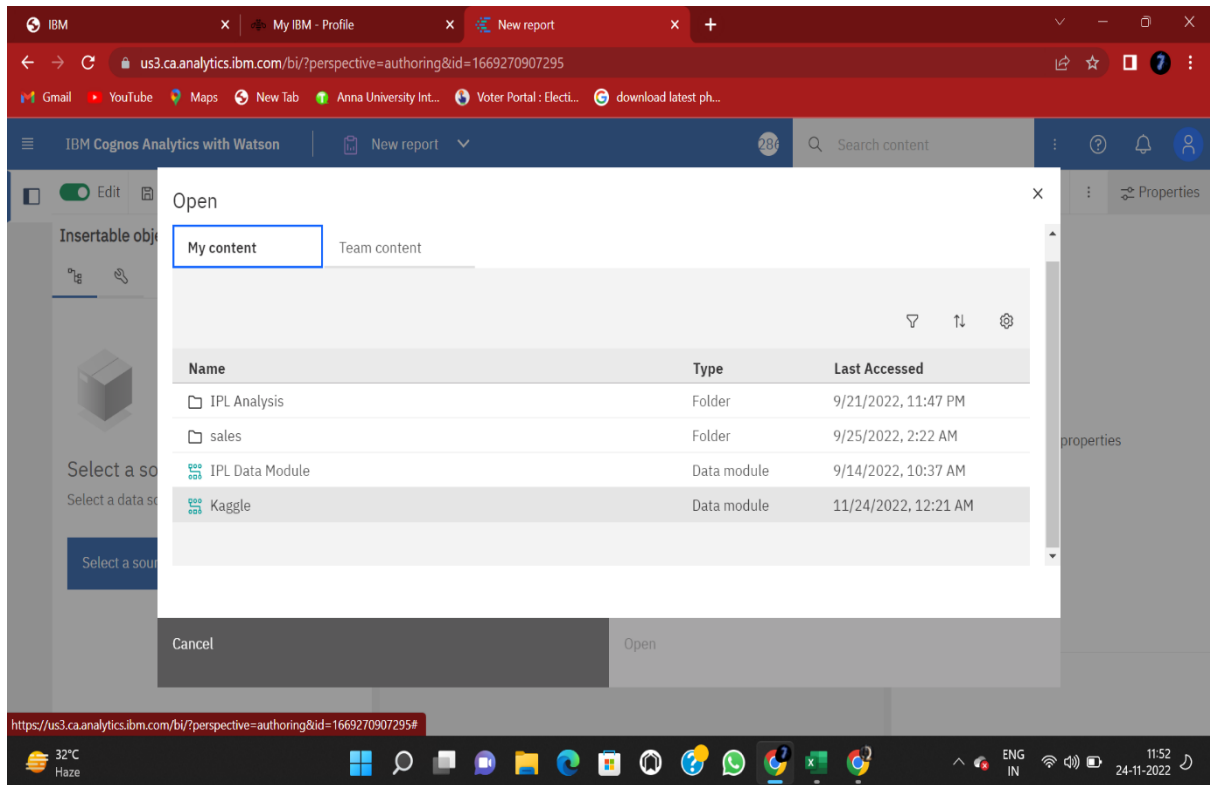 IBM
My IBM - Profile
New report
us3.ca.analytics.ibm.com/bi/?perspective=authoring&id=1669270907295
Gmail YouTube Maps New Tab Anna University Int... Voter Portal : Electi... download latest ph...
IBM Cognos Analytics with Watson New report Search content
Edit Properties
Open
Insertable obje
My content Team content
Name Type Last Accessed
IPL Analysis Folder 9/21/2022, 11:47 PM
sales Folder 9/25/2022, 2:22 AM
properties
Select a so
IPL Data Module Data module 9/14/2022, 10:37 AM
Select a data so
Kaggle Data module 11/24/2022, 12:21 AM
Select a sour
Cancel Open
https://us3.ca.analytics.ibm.com/bi/?perspective=authoring&id=1669270907295#
32°C
Haze
ENG
IN
11:52
24-11-2022